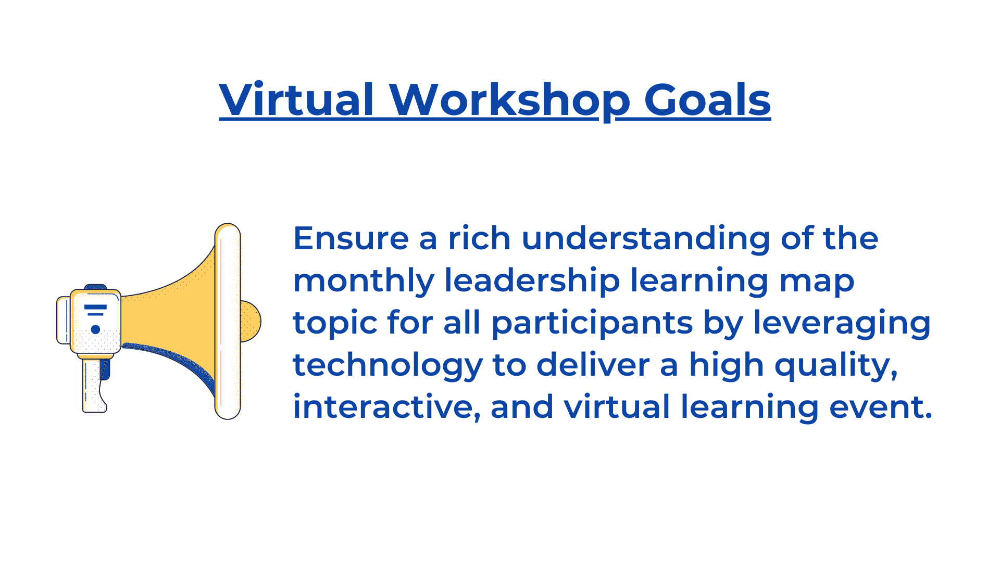 Virtual Workshop Goals
Ensure a rich understanding of the
monthly leadership learning map
topic for all participants by leveraging
technology to deliver a high quality,
interactive, and virtual learning event.